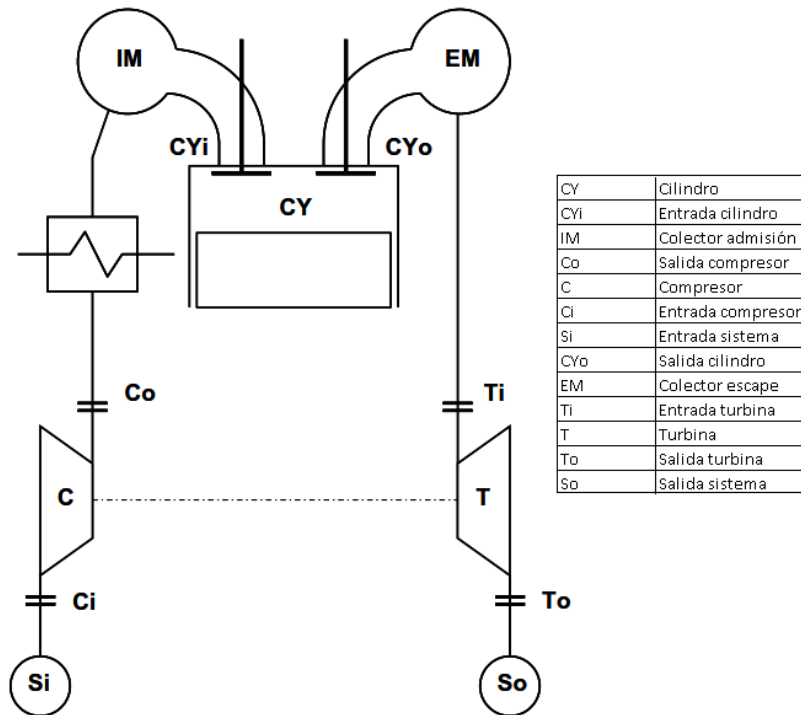 IM
EM
CYi
CYo
CY
Co
Ti
C
T
Ci
To
Si
So
CY Cilindro
CYi Entrada cilindro
IM Colector admisión
Co Salida compresor
C Compresor
Ci Entrada compresor
Si Entrada sistema
CYo Salida cilindro
EM Colector escape
Ti Entrada turbina
T Turbina
To Salida turbina
So Salida sistema